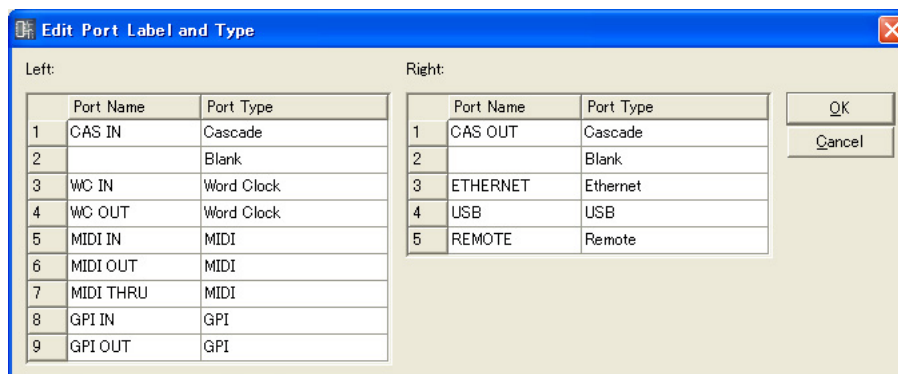 Edit Port Label and Type
Left:
Port Name Port Type
1 CAS IN Cascade
2 Blank
3 WC IN Word Clock
4 WC OUT Word Clock
5 MIDI IN MIDI
6 MIDI OUT MIDI
7 MIDI THRU MIDI
8 GPI IN GPI
9 GPI OUT GPI
Right:
Port Name Port Type
1 CAS OUT Cascade
2 Blank
3 ETHERNET Ethernet
4 USB USB
5 REMOTE Remote
OK
Cancel